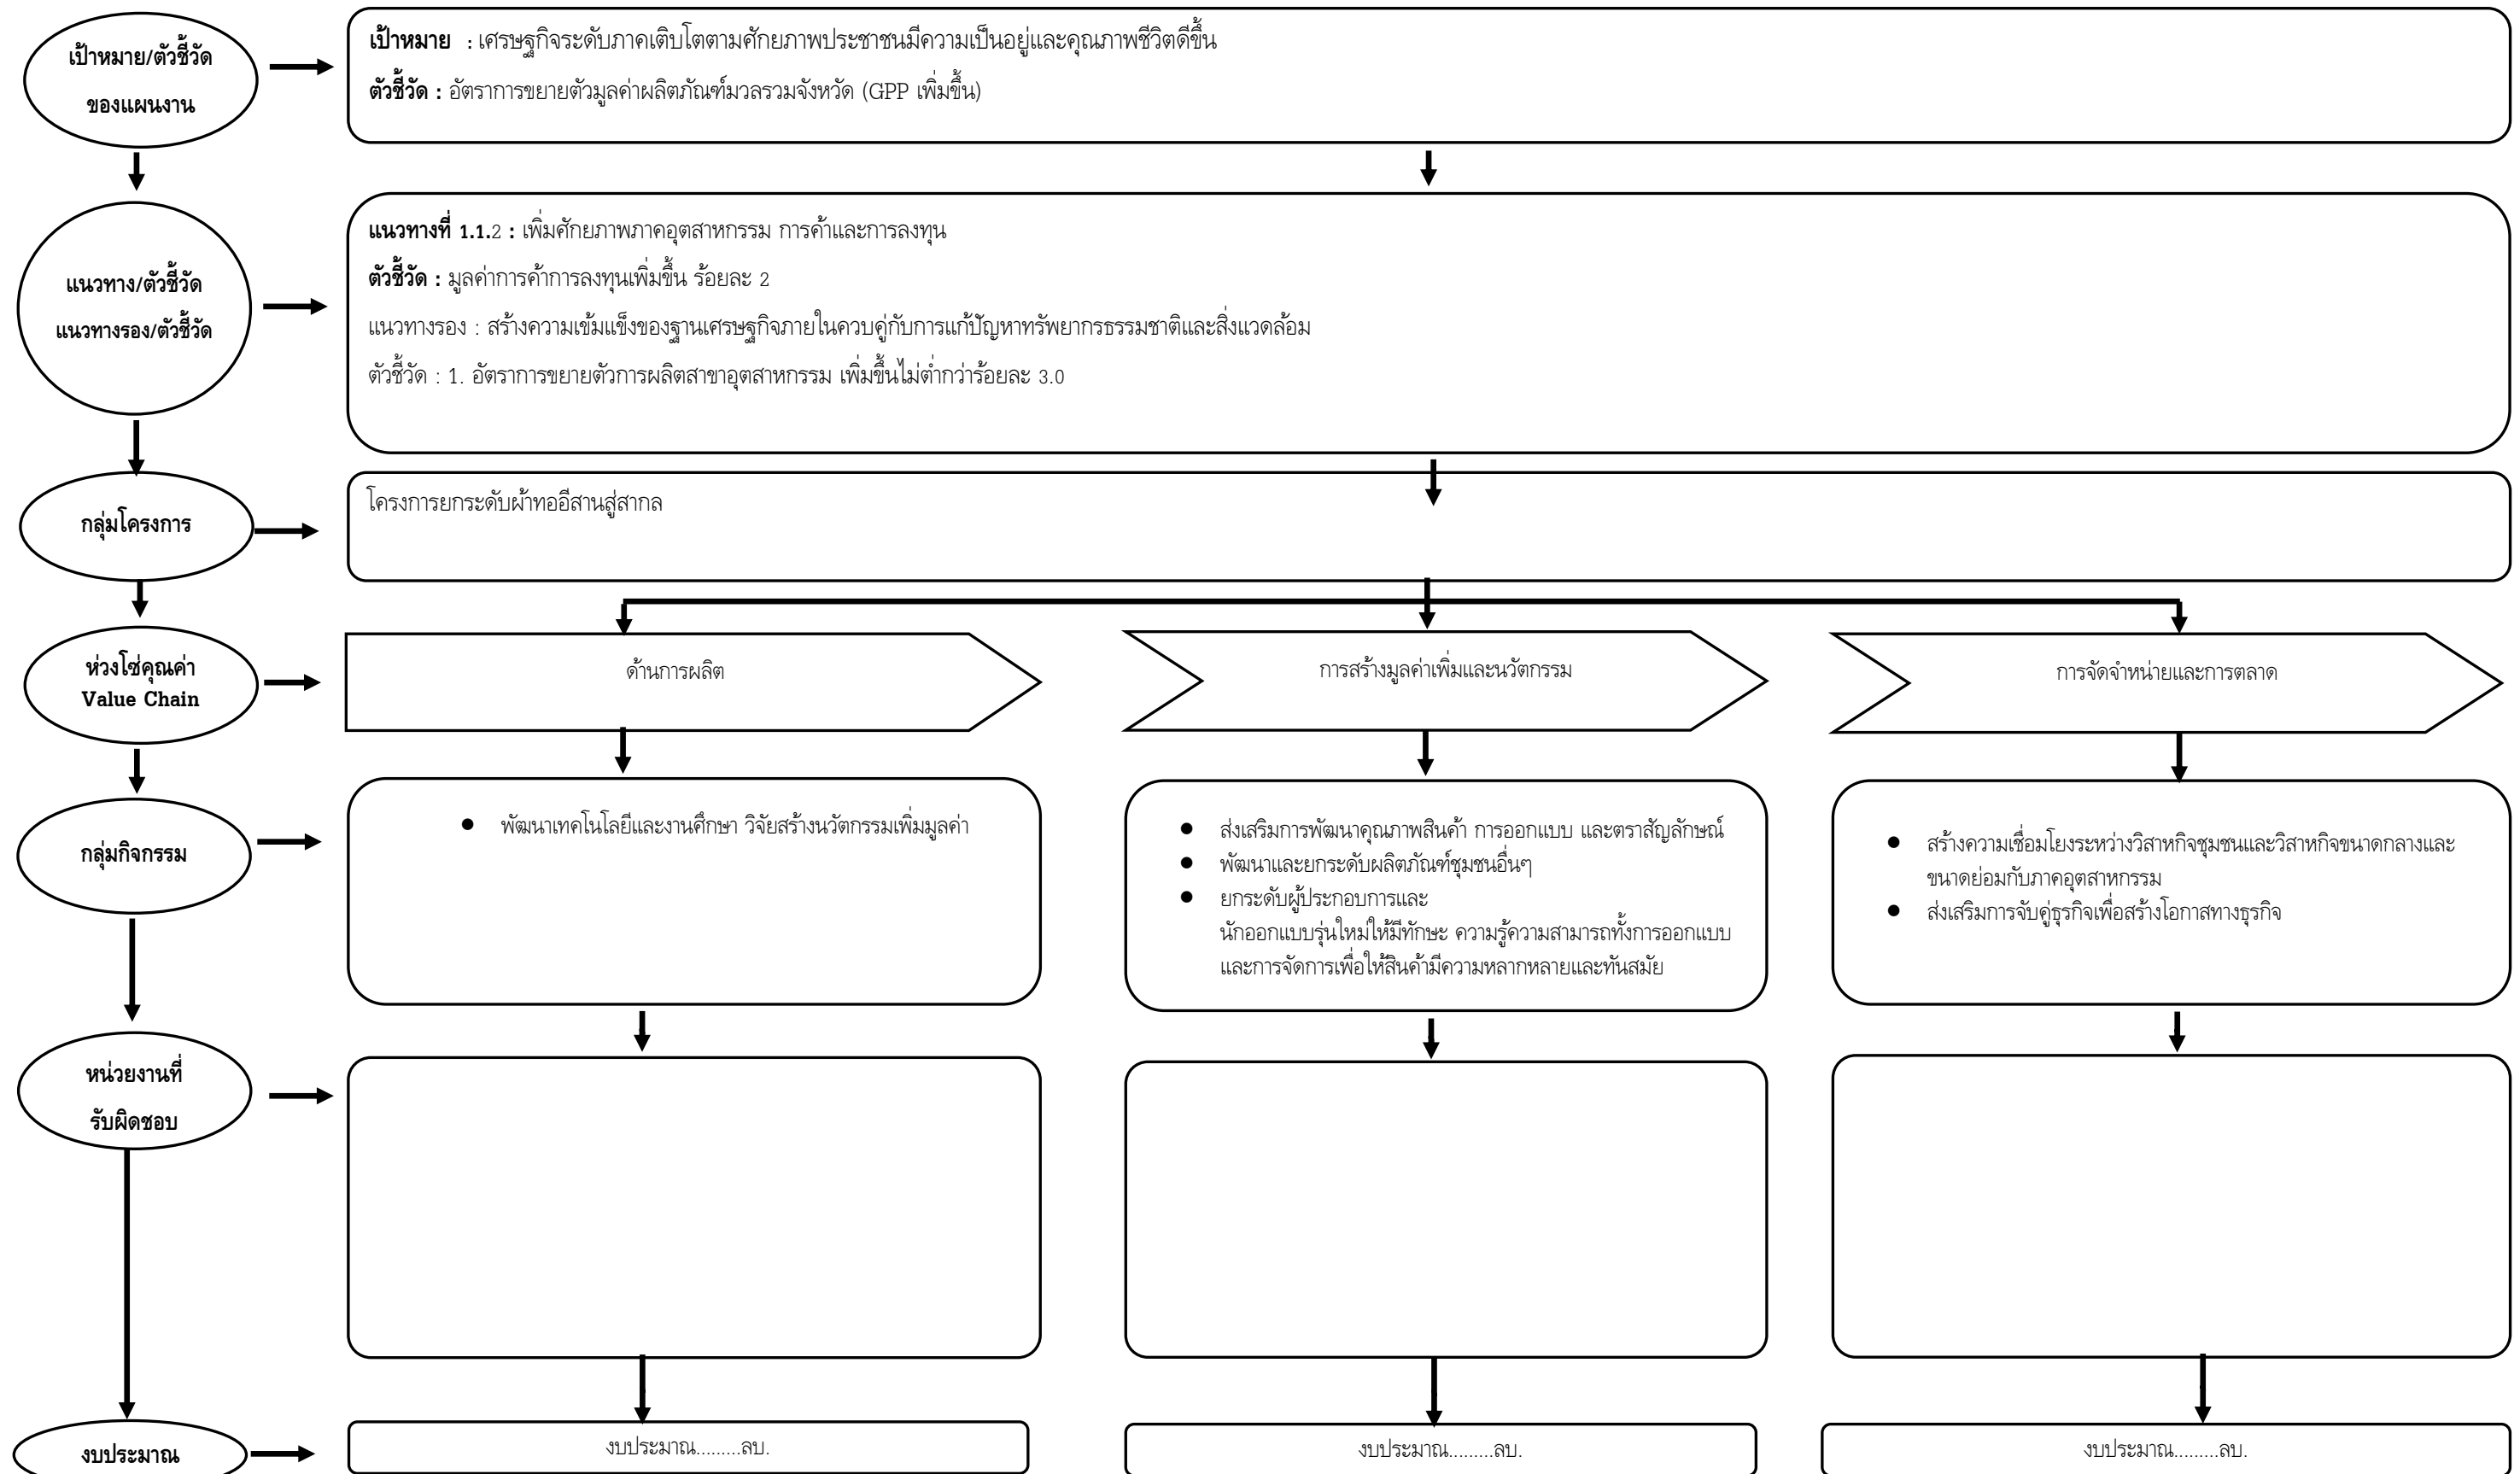 เป้าหมาย/ตัวชี้วัด
ของแผนงาน
เป้าหมาย : เศรษฐกิจระดับภาคเติบโตตามศักยภาพประชาชนมีความเป็นอยู่และคุณภาพชีวิตดีขึ้น
ตัวชี้วัด : อัตราการขยายตัวมูลค่าผลิตภัณฑ์มวลรวมจังหวัด (GPP เพิ่มขึ้น)
แนวทาง/ตัวชี้วัด
แนวทางรอง/ตัวชี้วัด
แนวทางที่ 1.1.2 : เพิ่มศักยภาพภาคอุตสาหกรรม การค้าและการลงทุน
ตัวชี้วัด : มูลค่าการค้าการลงทุนเพิ่มขึ้น ร้อยละ 2
แนวทางรอง : สร้างความเข้มแข็งของฐานเศรษฐกิจภายในควบคู่กับการแก้ปัญหาทรัพยากรธรรมชาติและสิ่งแวดล้อม
ตัวชี้วัด : 1. อัตราการขยายตัวการผลิตสาขาอุตสาหกรรม เพิ่มขึ้นไม่ต่ำกว่าร้อยละ 3.0
กลุ่มโครงการ
โครงการยกระดับผ้าทออีสานสู่สากล
ห่วงโซ่คุณค่า
Value Chain
ด้านการผลิต
การสร้างมูลค่าเพิ่มและนวัตกรรม
การจัดจำหน่ายและการตลาด
กลุ่มกิจกรรม
● พัฒนาเทคโนโลยีและงานศึกษา วิจัยสร้างนวัตกรรมเพิ่มมูลค่า
● ส่งเสริมการพัฒนาคุณภาพสินค้า การออกแบบ และตราสัญลักษณ์
● พัฒนาและยกระดับผลิตภัณฑ์ชุมชนอื่นๆ
● ยกระดับผู้ประกอบการและ
นักออกแบบรุ่นใหม่ให้มีทักษะ ความรู้ความสามารถทั้งการออกแบบ
และการจัดการเพื่อให้สินค้ามีความหลากหลายและทันสมัย
● สร้างความเชื่อมโยงระหว่างวิสาหกิจชุมชนและวิสาหกิจขนาดกลางและ
ขนาดย่อมกับภาคอุตสาหกรรม
● ส่งเสริมการจับคู่ธุรกิจเพื่อสร้างโอกาสทางธุรกิจ
หน่วยงานที่
รับผิดชอบ
งบประมาณ
งบประมาณ.........ลบ.
งบประมาณ.........ลบ.
งบประมาณ.........ลบ.